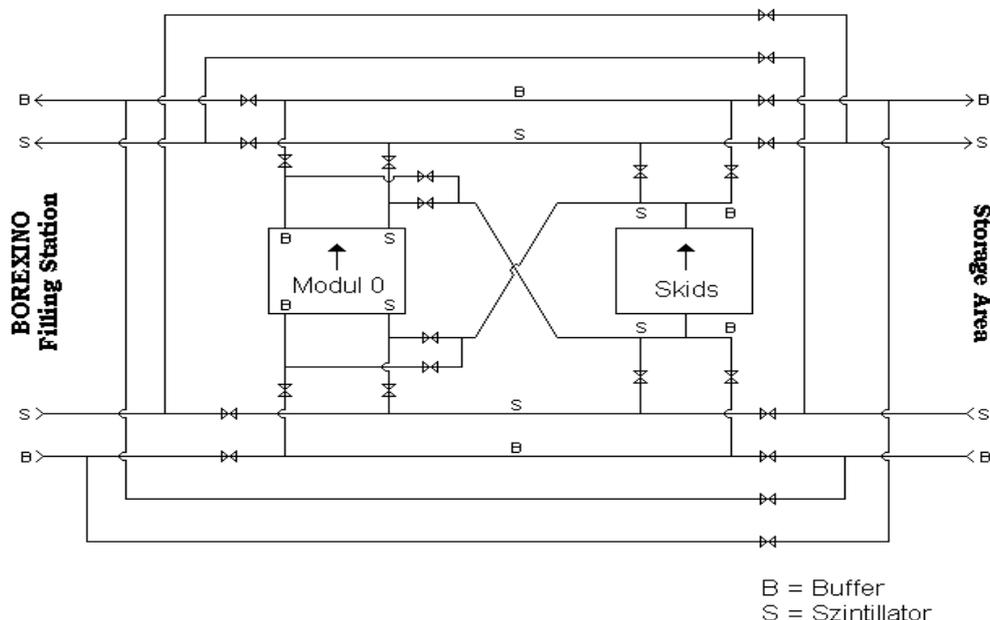 B
B
B
S
S
S
S
B
B
S
BOREXINO
Filling Station
Modul 0
Skids
Storage Area
B
S
S
B
S
S
S
B
B
B
B = Buffer
S = Szintillator